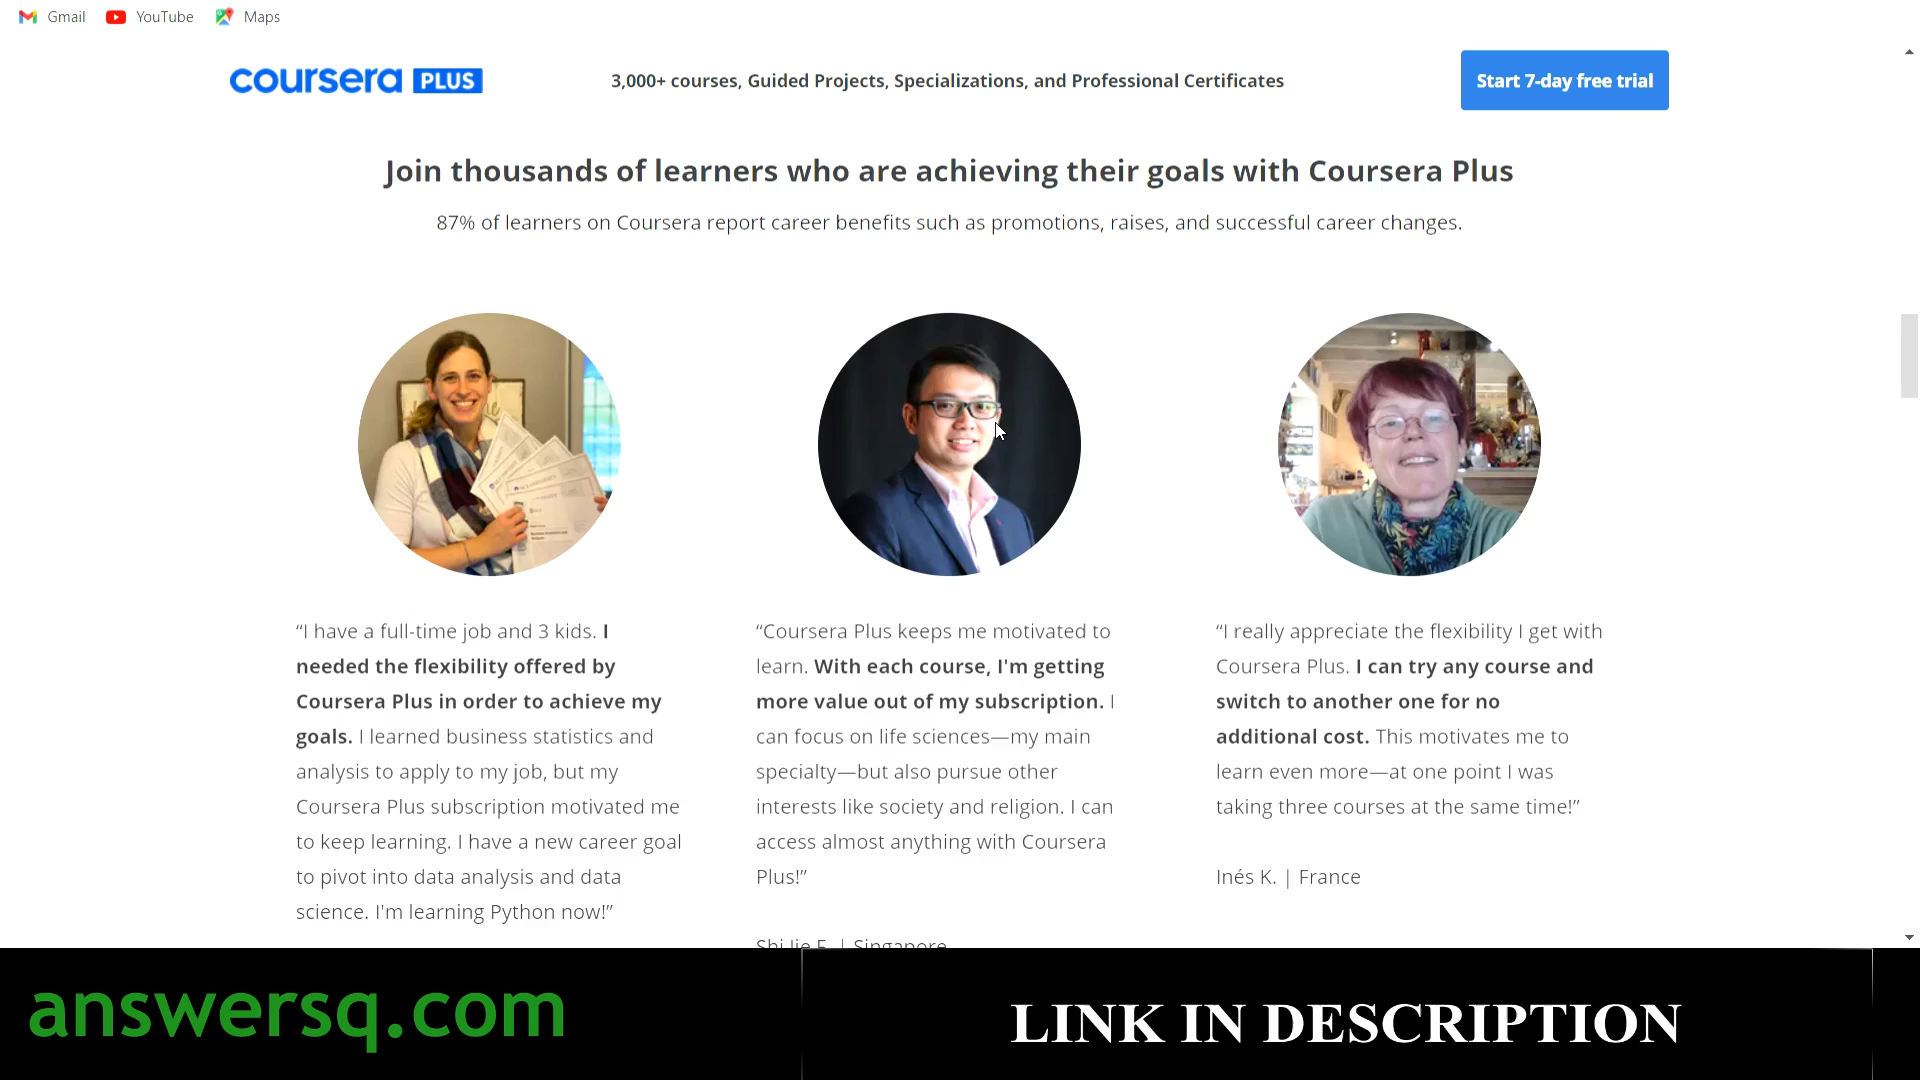 Gmail YouTube Maps
coursera PLUS
3,000+ courses, Guided Projects, Specializations, and Professional Certificates
Start 7-day free trial
Join thousands of learners who are achieving their goals with Coursera Plus
87% of learners on Coursera report career benefits such as promotions, raises, and successful career changes.
“I have a full-time job and 3 kids. I
needed the flexibility offered by
Coursera Plus in order to achieve my
goals. I learned business statistics and
analysis to apply to my job, but my
Coursera Plus subscription motivated me
to keep learning. I have a new career goal
to pivot into data analysis and data
science. I'm learning Python now!”
“Coursera Plus keeps me motivated to
learn. With each course, I'm getting
more value out of my subscription. I
can focus on life sciences—my main
specialty—but also pursue other
interests like society and religion. I can
access almost anything with Coursera
Plus!”
Shi Jie F. | Singapore
“I really appreciate the flexibility I get with
Coursera Plus. I can try any course and
switch to another one for no
additional cost. This motivates me to
learn even more—at one point I was
taking three courses at the same time!”
Inés K. | France
answersq.com
LINK IN DESCRIPTION